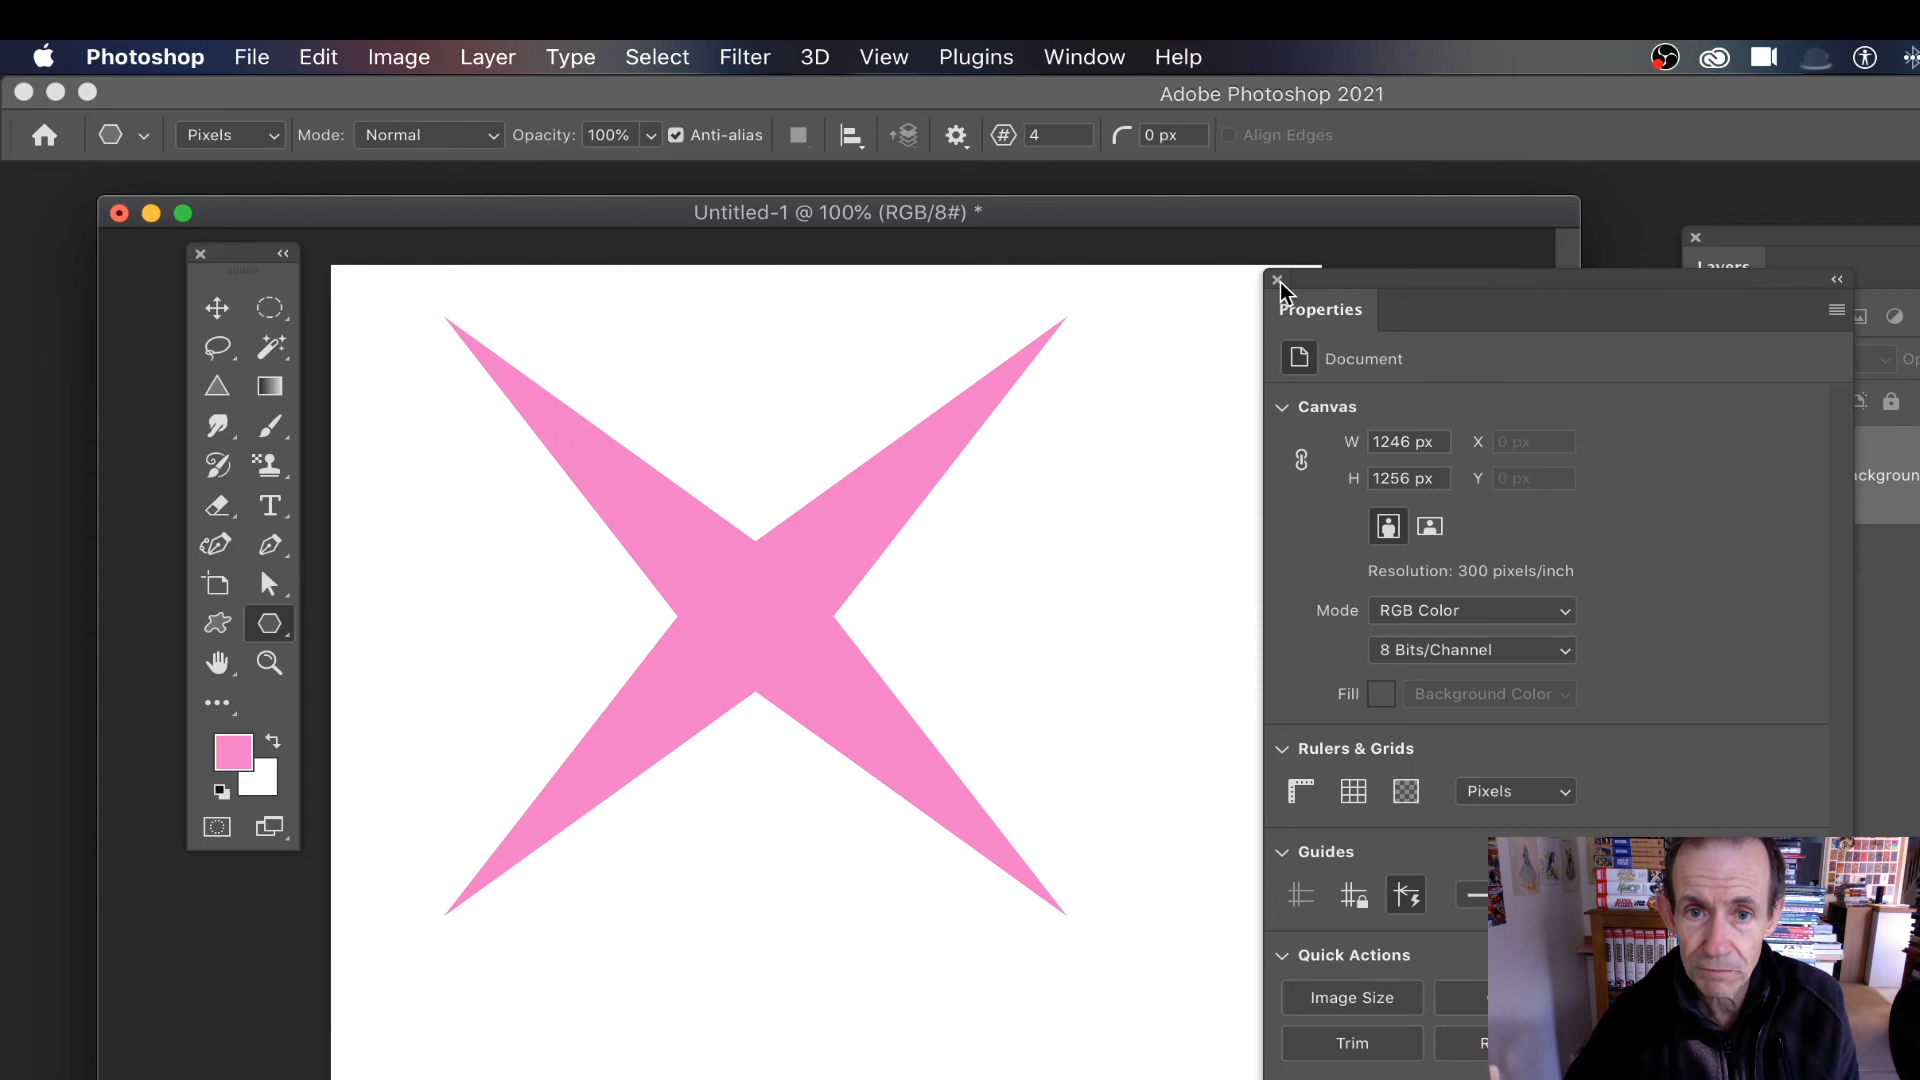 Photoshop File Edit Image Layer Type Select Filter 3D View Plugins Window Help
Adobe Photoshop 2021
Pixels Mode: Normal Opacity: 100% Anti-alias 4 0 px Align Edges
Untitled-1 @ 100% (RGB/8#) *
Layers
Properties
Document
Op
Canvas
W 1246 px X 0 px
H 1256 px Y 0 px
ckgroun
Resolution: 300 pixels/inch
Mode RGB Color
8 Bits/Channel
Fill Background Color
Rulers & Grids
Pixels
Guides
Quick Actions
Image Size
Trim R